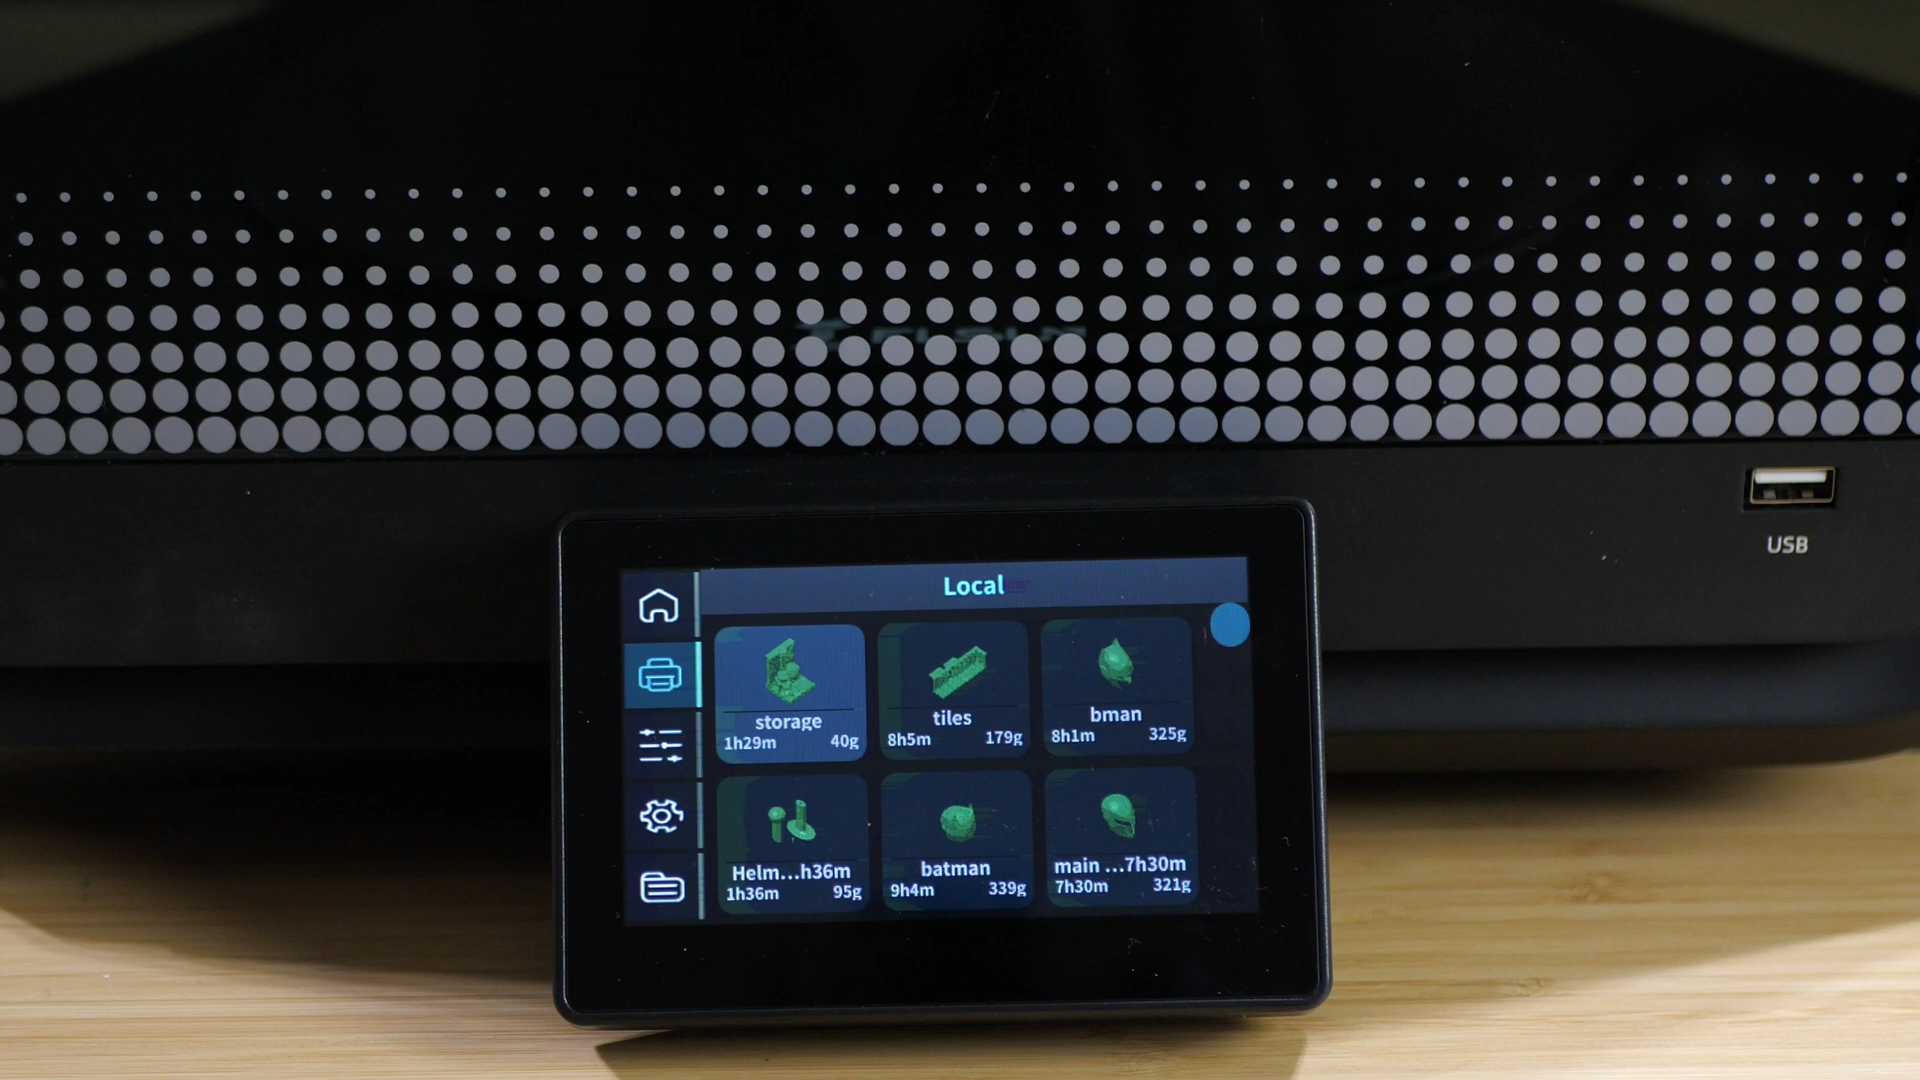 FLSUN
USB
Local
storage
1h29m 40g
tiles
8h5m 179g
bman
8h1m 325g
Helm...h36m
1h36m 95g
batman
9h4m 339g
main ...7h30m
7h30m 321g